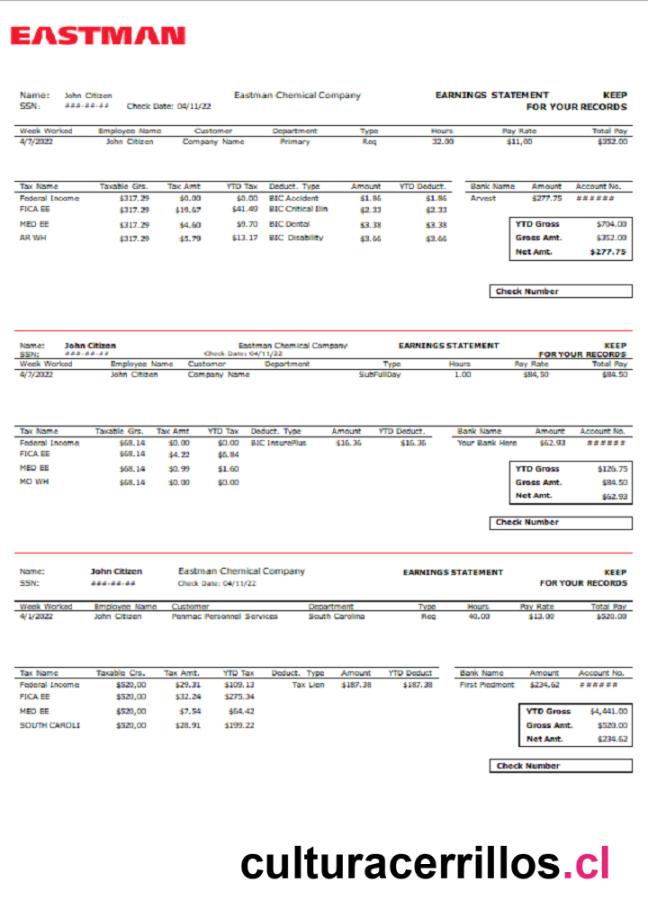 EASTMAN
Name: John Citizen Eastman Chemical Company EARNINGS STATEMENT KEEP
SSN: ###-##-## Check Date: 04/11/22 FOR YOUR RECORDS
Week Worked Employee Name Customer Department Type Hours Pay Rate Total Pay
4/7/2022 John Citizen Company Name Primary Req 32.00 $11,00 $352.00
Tax Name Taxable Grs. Tax Amt YTD Tax Deduct. Type Amount YTD Deduct. Bank Name Amount Account No.
Federal Income $317.29 $0.00 $0.00 BIC Accident $1.86 $1.86 Arvest $277.75 ######
FICA EE $317.29 $19.67 $41.49 BIC Critical Illn $2.33 $2.33
MED EE $317.29 $4.60 $9.70 BIC Dental $3.38 $3.38 YTD Gross $704.00
AR WH $317.29 $5.79 $13.17 BIC Disability $3.66 $3.66 Gross Amt. $352.00
Net Amt. $277.75
Check Number
Name: John Citizen Eastman Chemical Company EARNINGS STATEMENT KEEP
SSN: ###-##-## Check Date: 04/11/22 FOR YOUR RECORDS
Week Worked Employee Name Customer Department Type Hours Pay Rate Total Pay
4/7/2022 John Citizen Company Name SubFullDay 1.00 $84,50 $84.50
Tax Name Taxable Grs. Tax Amt YTD Tax Deduct. Type Amount YTD Deduct. Bank Name Amount Account No.
Federal Income $68.14 $0.00 $0.00 BIC InsurePlus $16.36 $16.36 Your Bank Here $62.93 ######
FICA EE $68.14 $4.22 $6.84
MED EE $68.14 $0.99 $1.60 YTD Gross $126.75
MO WH $68.14 $0.00 $0.00 Gross Amt. $84.50
Net Amt. $62.93
Check Number
Name: John Citizen Eastman Chemical Company EARNINGS STATEMENT KEEP
SSN: ###-##-## Check Date: 04/11/22 FOR YOUR RECORDS
Week Worked Employee Name Customer Department Type Hours Pay Rate Total Pay
4/1/2022 John Citizen Penmac Personnel Services South Carolina Req 40.00 $13.00 $520.00
Tax Name Taxable Grs. Tax Amt. YTD Tax Deduct. Type Amount YTD Deduct Bank Name Amount Account No.
Federal Income $520,00 $29.31 $109.13 Tax Lien $187.38 $187.38 First Piedmont $234,62 ######
FICA EE $520,00 $32.24 $275.34
MED EE $520,00 $7.54 $64.42 YTD Gross $4,441.00
SOUTH CAROLI $520,00 $28.91 $199.22 Gross Amt. $520.00
Net Amt. $234.62
Check Number
culturacerrillos.cl